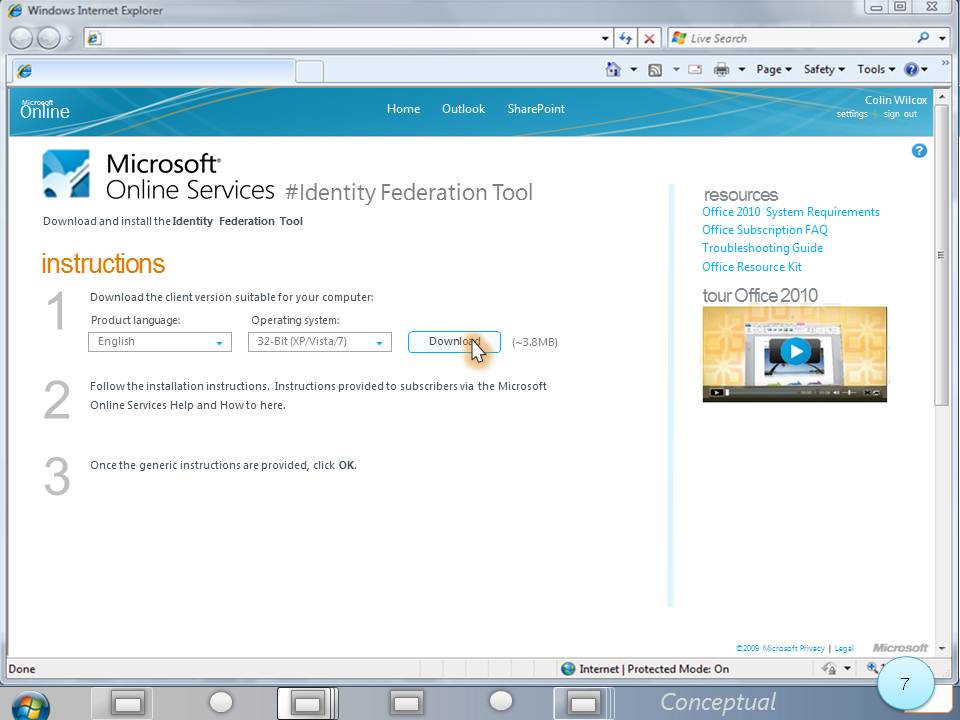 Windows Internet Explorer
Live Search
Page Safety Tools
Microsoft
Online
Home Outlook SharePoint
Colin Wilcox
settings sign out
Microsoft
Online Services #Identity Federation Tool
Download and install the Identity Federation Tool
instructions
1 Download the client version suitable for your computer:
Product language: Operating system:
English 32-Bit (XP/Vista/7) Download (~3.8MB)
2 Follow the installation instructions. Instructions provided to subscribers via the Microsoft
Online Services Help and How to here.
3 Once the generic instructions are provided, click OK.
resources
Office 2010 System Requirements
Office Subscription FAQ
Troubleshooting Guide
Office Resource Kit
tour Office 2010
©2009 Microsoft Privacy | Legal Microsoft
Done Internet | Protected Mode: On
Conceptual 7